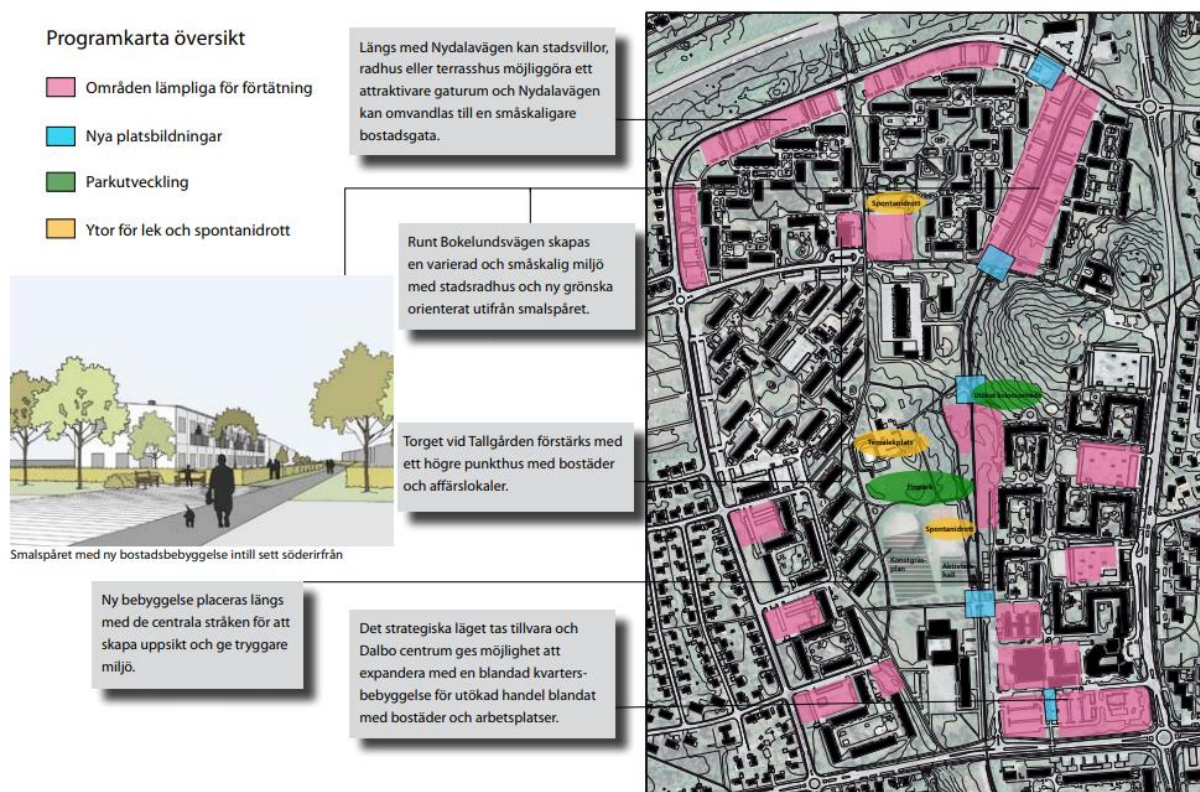 Programkarta översikt
Områden lämpliga för förtätning
Nya platsbildningar
Parkutveckling
Ytor för lek och spontanidrott
Längs med Nydalavägen kan stadsvillor,
radhus eller terrasshus möjliggöra ett
attraktivare gaturum och Nydalavägen
kan omvandlas till en småskaligare
bostadsgata.
Runt Bokelundsvägen skapas
en varierad och småskalig miljö
med stadsradhus och ny grönska
orienterat utifrån smalspåret.
Torget vid Tallgården förstärks med
ett högre punkthus med bostäder
och affärslokaler.
Smalspåret med ny bostadsbebyggelse intill sett söderirfrån
Ny bebyggelse placeras längs
med de centrala stråken för att
skapa uppsikt och ge tryggare
miljö.
Det strategiska läget tas tillvara och
Dalbo centrum ges möjlighet att
expandera med en blandad kvarters-
bebyggelse för utökad handel blandat
med bostäder och arbetsplatser.
Spontanidrott
Temalekplats
Spontanidrott
Konstgräs-
plan